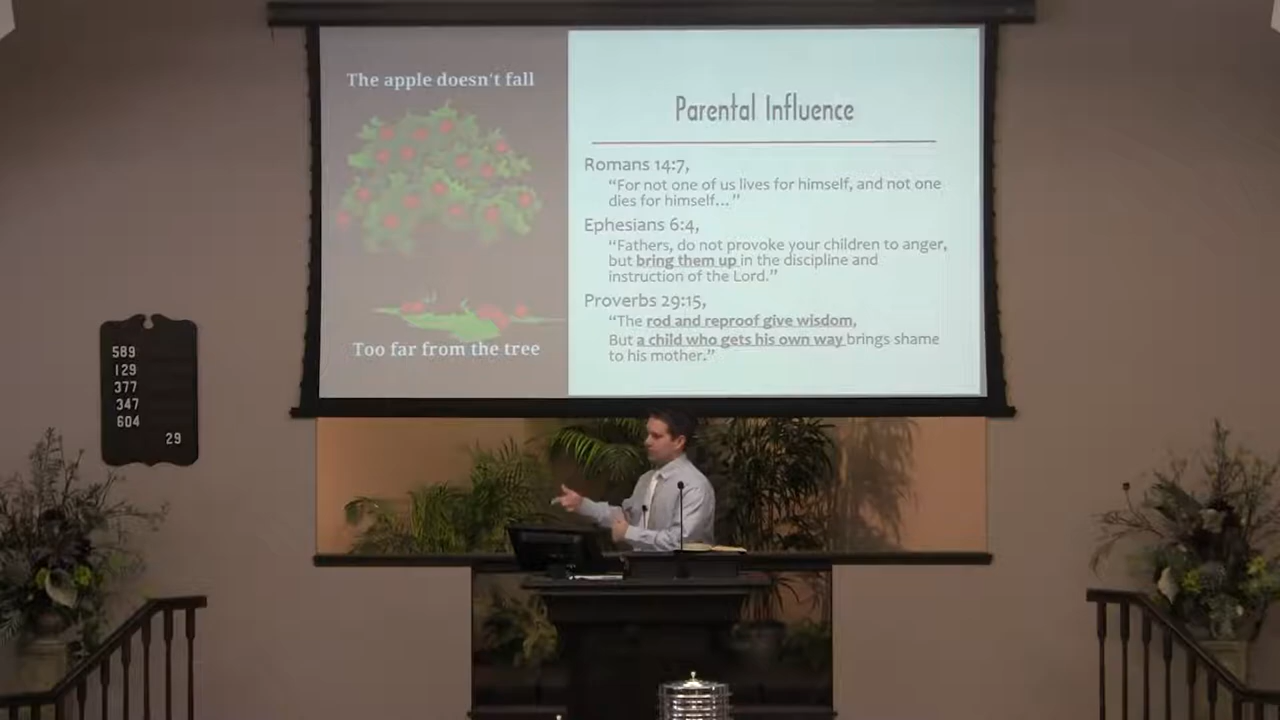 The apple doesn't fall
Too far from the tree
Parental Influence
Romans 14:7,
“For not one of us lives for himself, and not one
dies for himself…”
Ephesians 6:4,
“Fathers, do not provoke your children to anger,
but bring them up in the discipline and
instruction of the Lord.”
Proverbs 29:15,
“The rod and reproof give wisdom,
But a child who gets his own way brings shame
to his mother.”
589
129
377
347
604
29